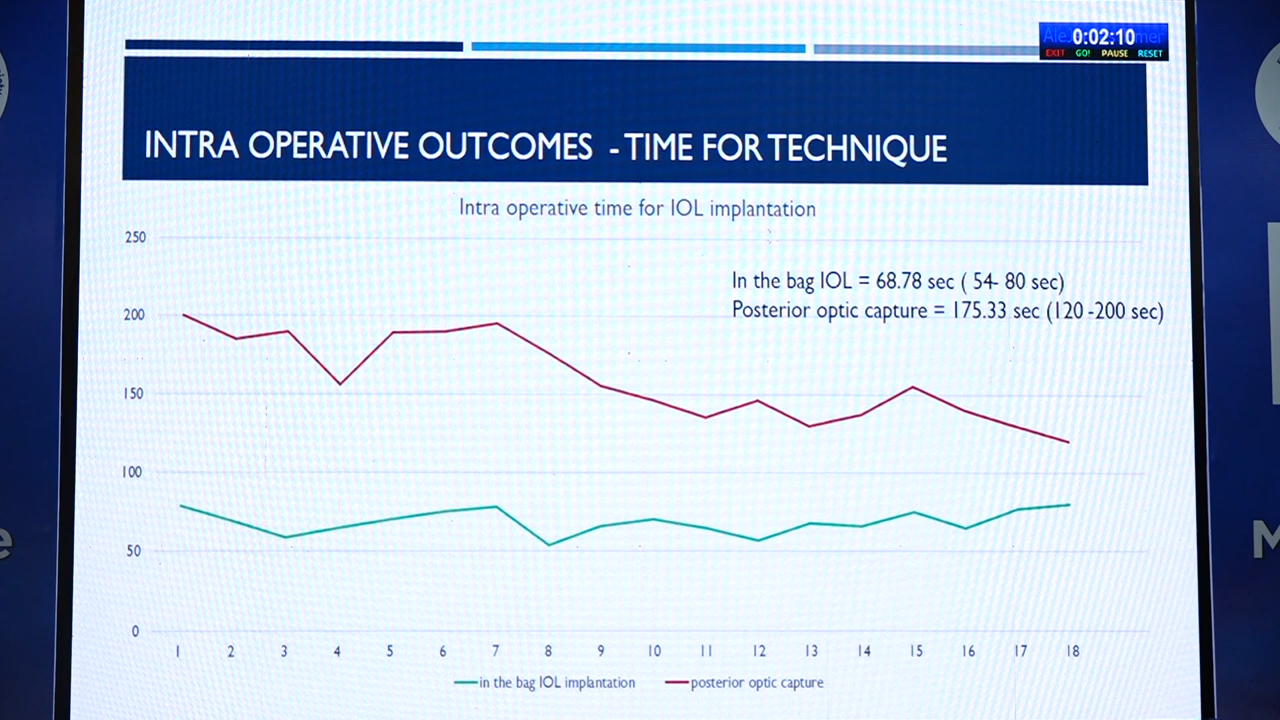 0:02:10
EXIT GO! PAUSE RESET
INTRA OPERATIVE OUTCOMES - TIME FOR TECHNIQUE
Intra operative time for IOL implantation
In the bag IOL = 68.78 sec ( 54- 80 sec)
Posterior optic capture = 175.33 sec (120 -200 sec)
250
200
150
100
50
0
1 2 3 4 5 6 7 8 9 10 11 12 13 14 15 16 17 18
in the bag IOL implantation posterior optic capture